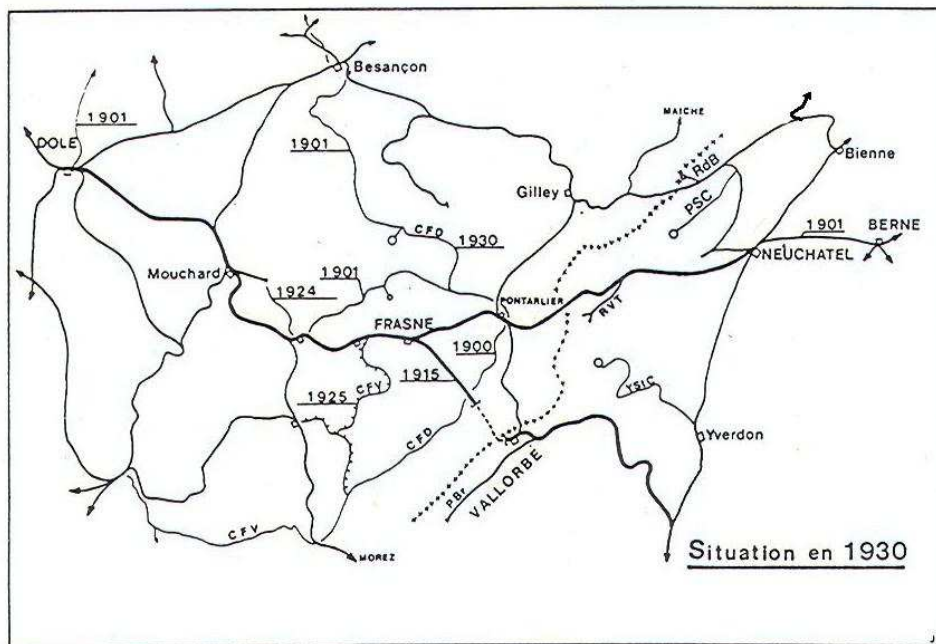 Besançon
1901
DOLE
MAICHE
RdB
Bienne
1901
Gilley
PSC
1901
BERNE
CFD
1930
NEUCHATEL
Mouchard
1901
1924
PONTARLIER
FRASNE
RVT
1900
1915
CFV
YSIC
1925
CFD
Yverdon
PBr
VALLORBE
CFV
MOREZ
Situation en 1930